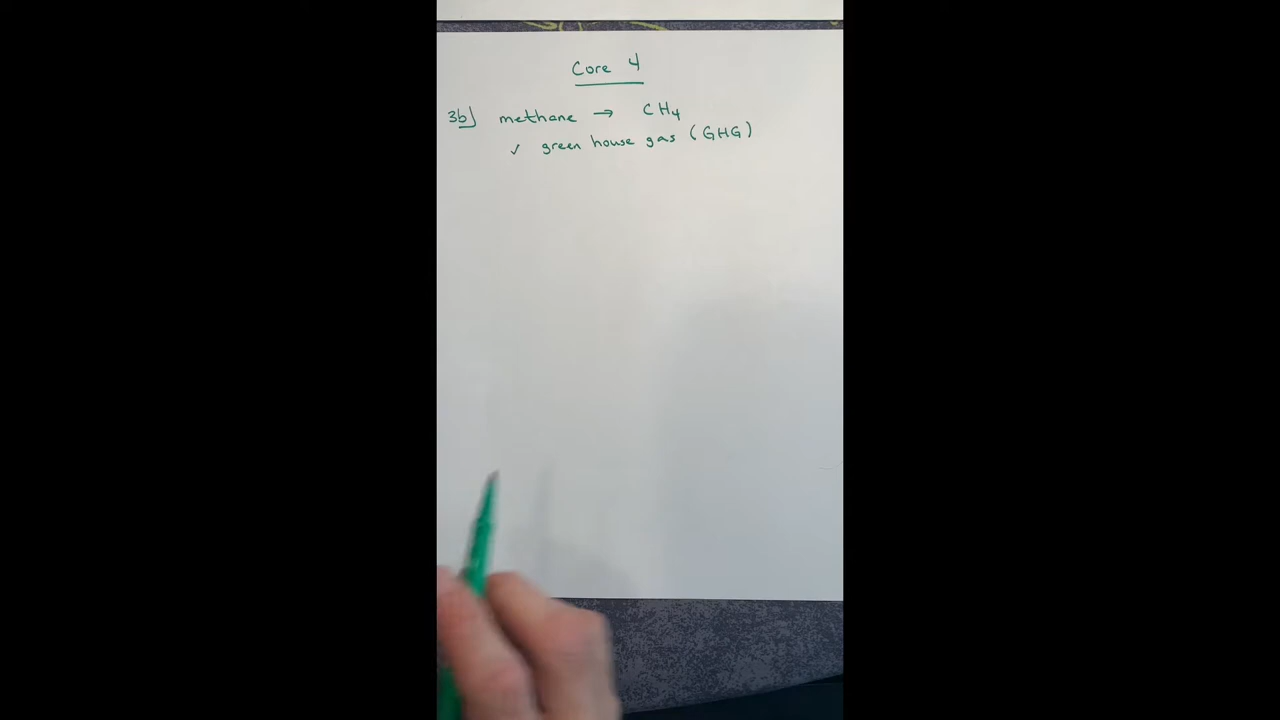 Core 4
3b) methane → CH4
✓ green house gas (GHG)